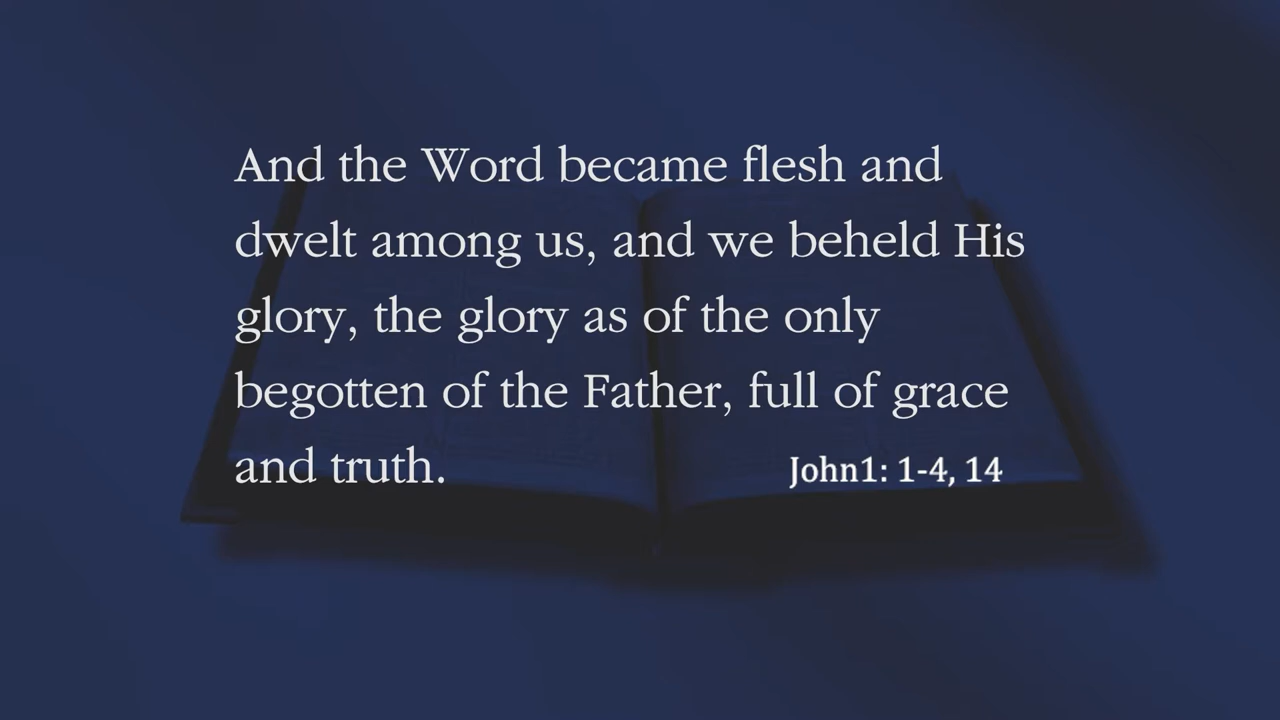 And the Word became flesh and
dwelt among us, and we beheld His
glory, the glory as of the only
begotten of the Father, full of grace
and truth. John1: 1-4, 14